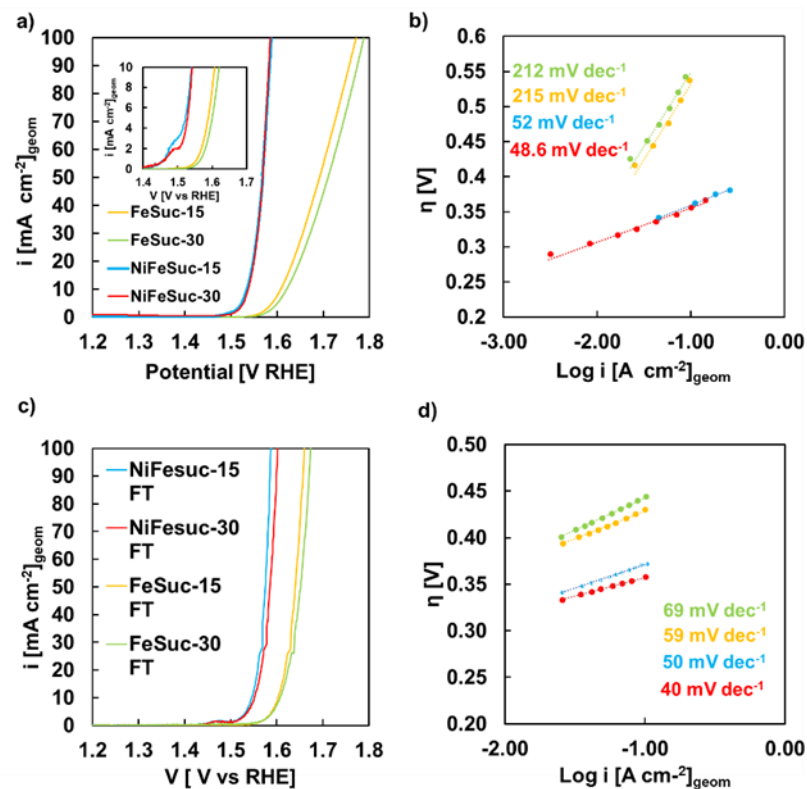 a)
i [mA cm-2]geom
100
90
80
70
60
50
40
30
20
10
0
1.2
1.3
1.4
1.5
1.6
1.7
1.8
Potential [V RHE]
i [mA cm-2]geom
10
8
6
4
2
0
1.4
1.5
1.6
1.7
V [V vs RHE]
FeSuc-15
FeSuc-30
NiFeSuc-15
NiFeSuc-30
b)
η [V]
0.6
0.55
0.5
0.45
0.4
0.35
0.3
0.25
0.2
212 mV dec-1
215 mV dec-1
52 mV dec-1
48.6 mV dec-1
-3.00
-2.00
-1.00
0.00
Log i [A cm-2]geom
c)
i [mA cm-2]geom
100
90
80
70
60
50
40
30
20
10
0
NiFesuc-15
FT
NiFesuc-30
FT
FeSuc-15
FT
FeSuc-30
FT
1.2
1.3
1.4
1.5
1.6
1.7
1.8
V [ V vs RHE]
d)
η [V]
0.50
0.45
0.40
0.35
0.30
0.25
0.20
69 mV dec-1
59 mV dec-1
50 mV dec-1
40 mV dec-1
-2.00
-1.00
0.00
Log i [A cm-2]geom